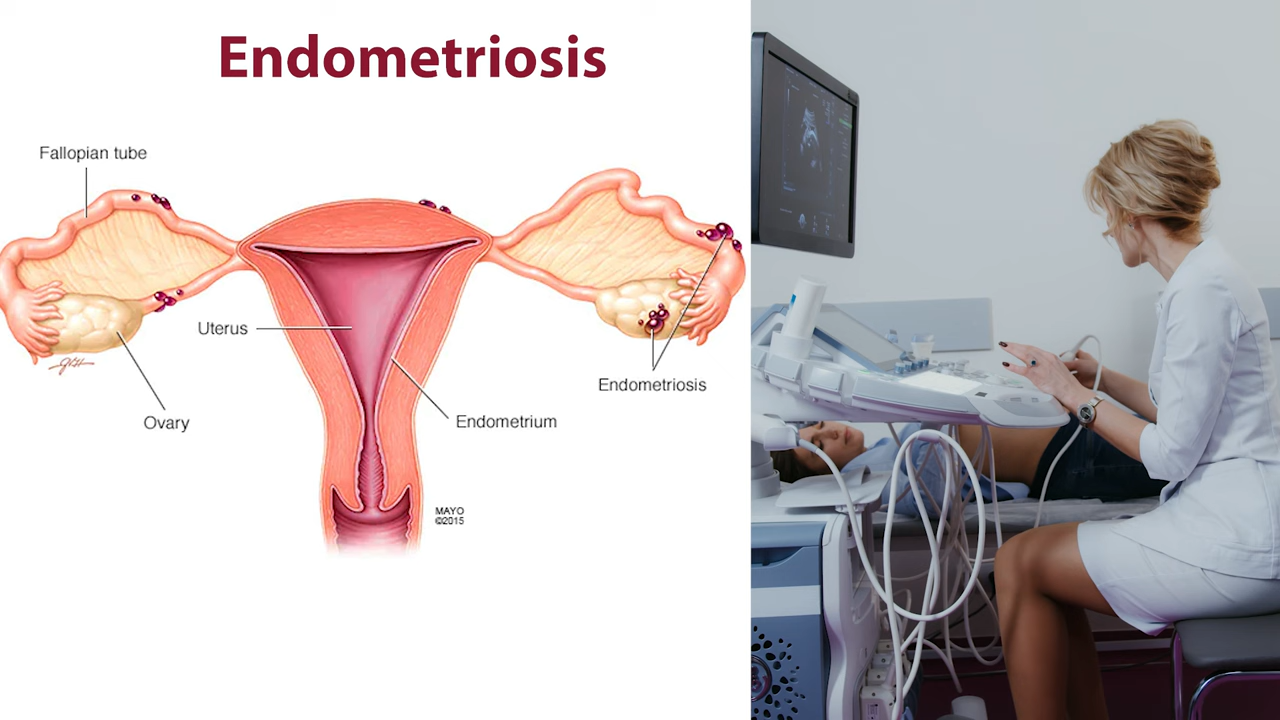 Endometriosis
Fallopian tube
Uterus
Endometriosis
Ovary
Endometrium
MAYO
©2015